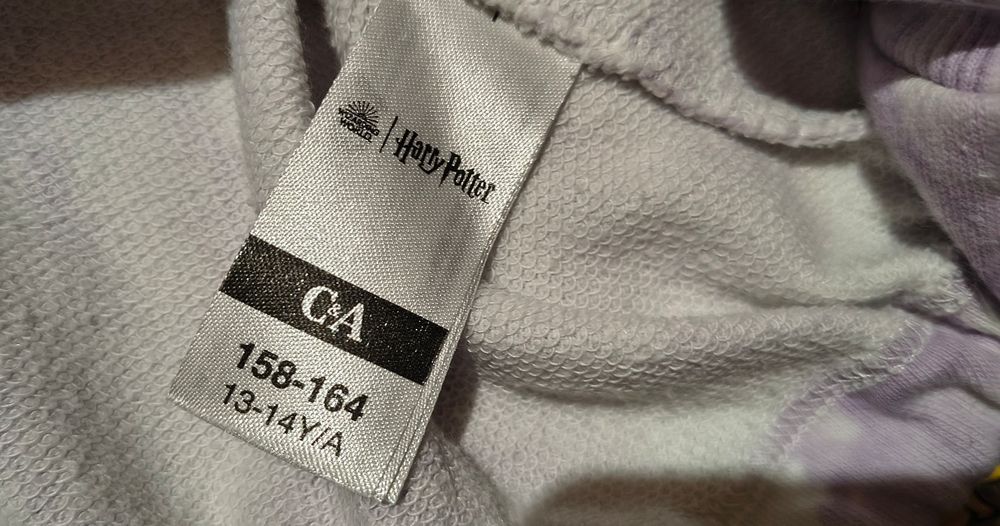 WIZARDING
WORLD
Harry Potter
C&A
158-164
13-14Y/A